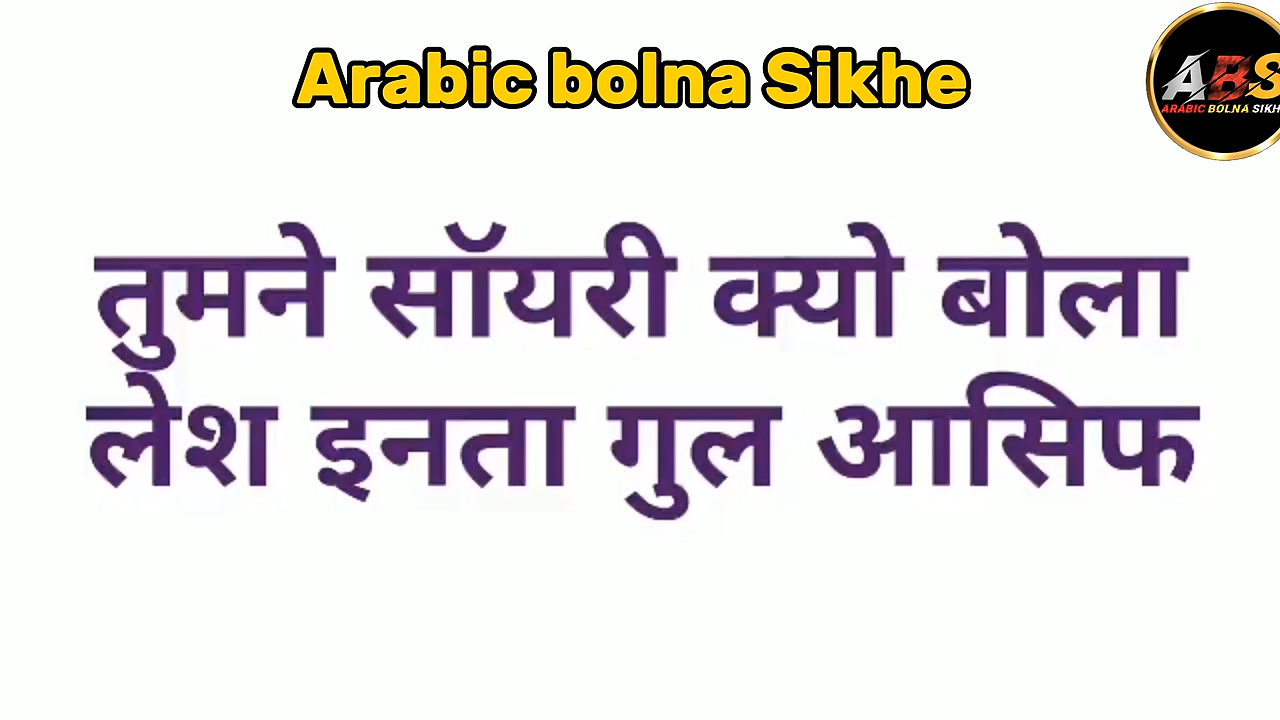 Arabic bolna Sikhe
ABS
ARABIC BOLNA SIKH
तुमने सॉयरी क्यो बोला
लेश इनता गुल आसिफ